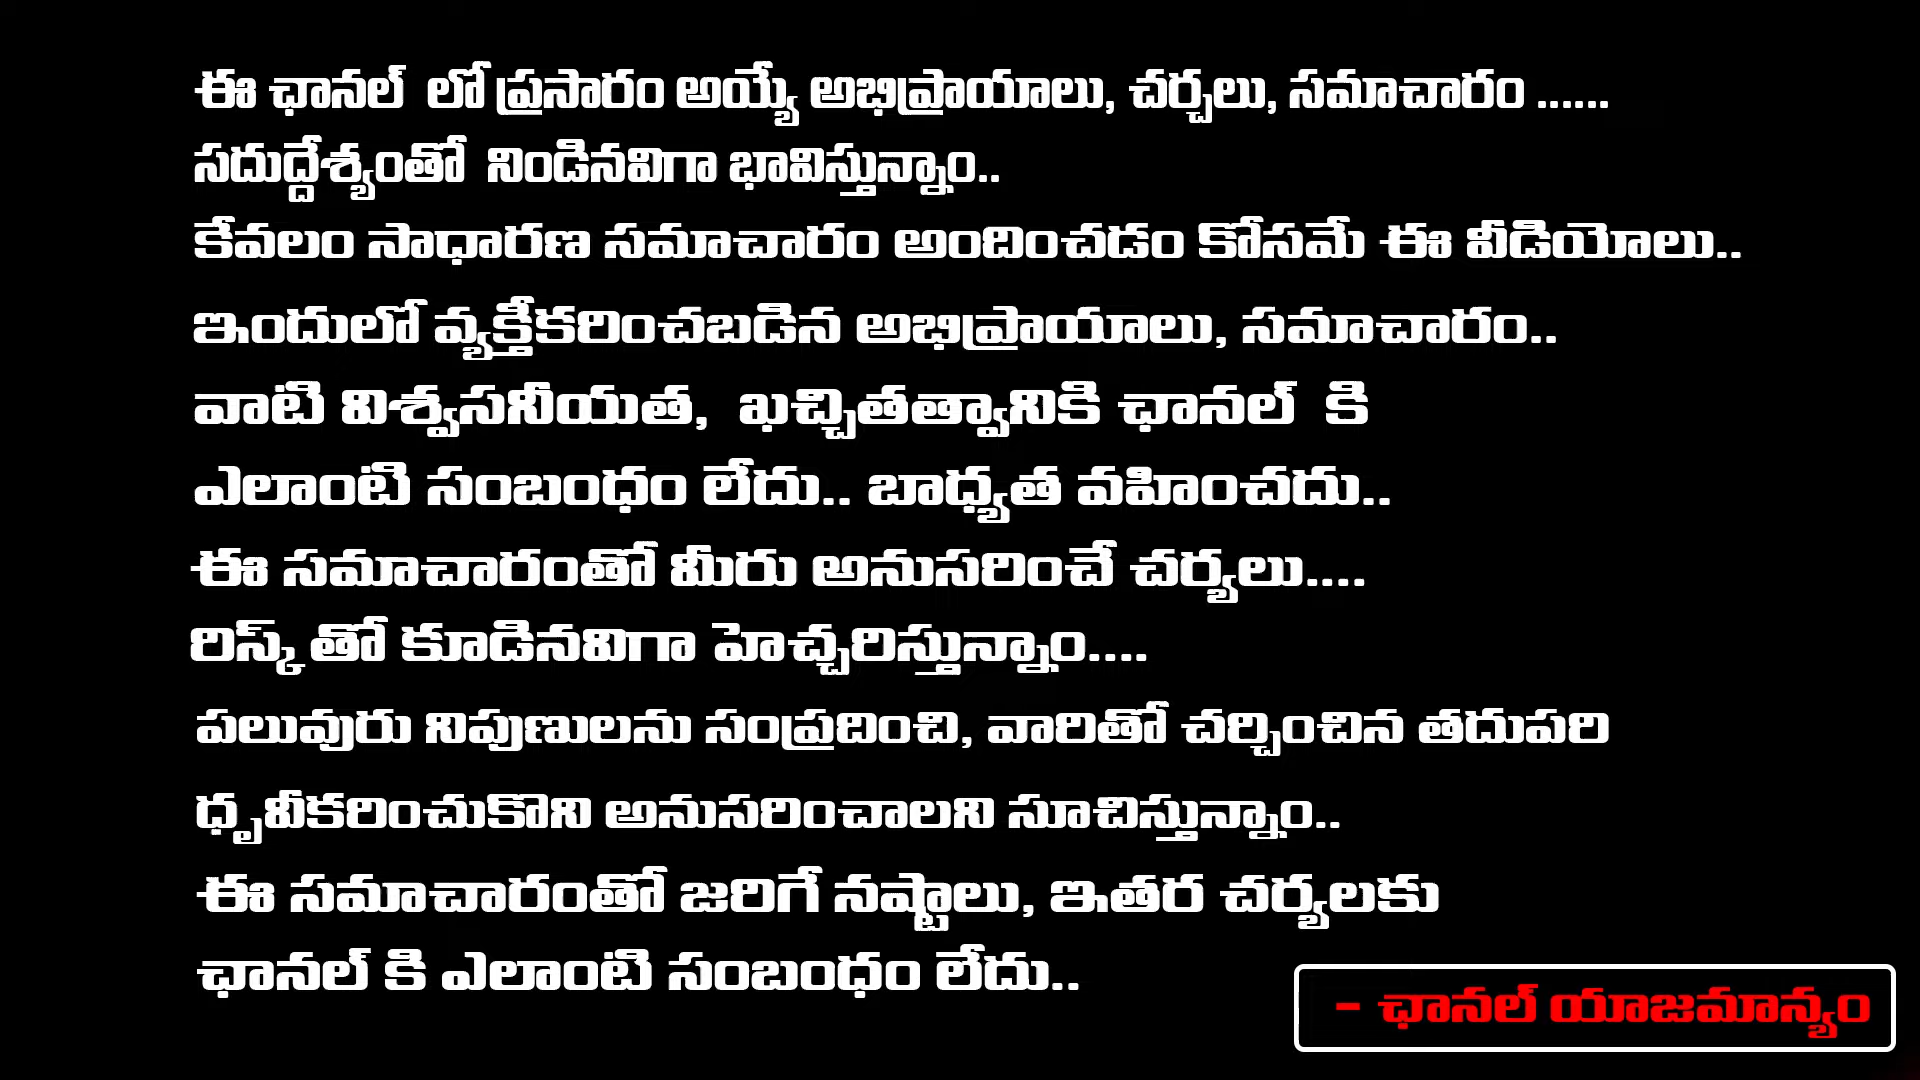 ఈ ఛానల్ లో ప్రసారం అయ్యే అభిప్రాయాలు, చర్చలు, సమాచారం ......
సదుద్దేశ్యంతో నిండినవిగా భావిస్తున్నాం..
కేవలం సాధారణ సమాచారం అందించడం కోసమే ఈ వీడియోలు..
ఇందులో వ్యక్తీకరించబడిన అభిప్రాయాలు, సమాచారం..
వాటి విశ్వసనీయత, ఖచ్చితత్వానికి ఛానల్ కి
ఎలాంటి సంబంధం లేదు.. బాధ్యత వహించదు..
ఈ సమాచారంతో మీరు అనుసరించే చర్యలు....
రిస్క్ తో కూడినవిగా హెచ్చరిస్తున్నాం....
పలువురు నిపుణులను సంప్రదించి, వారితో చర్చించిన తదుపరి
ధృవీకరించుకొని అనుసరించాలని సూచిస్తున్నాం..
ఈ సమాచారంతో జరిగే నష్టాలు, ఇతర చర్యలకు
ఛానల్ కి ఎలాంటి సంబంధం లేదు..
- ఛానల్ యాజమాన్యం